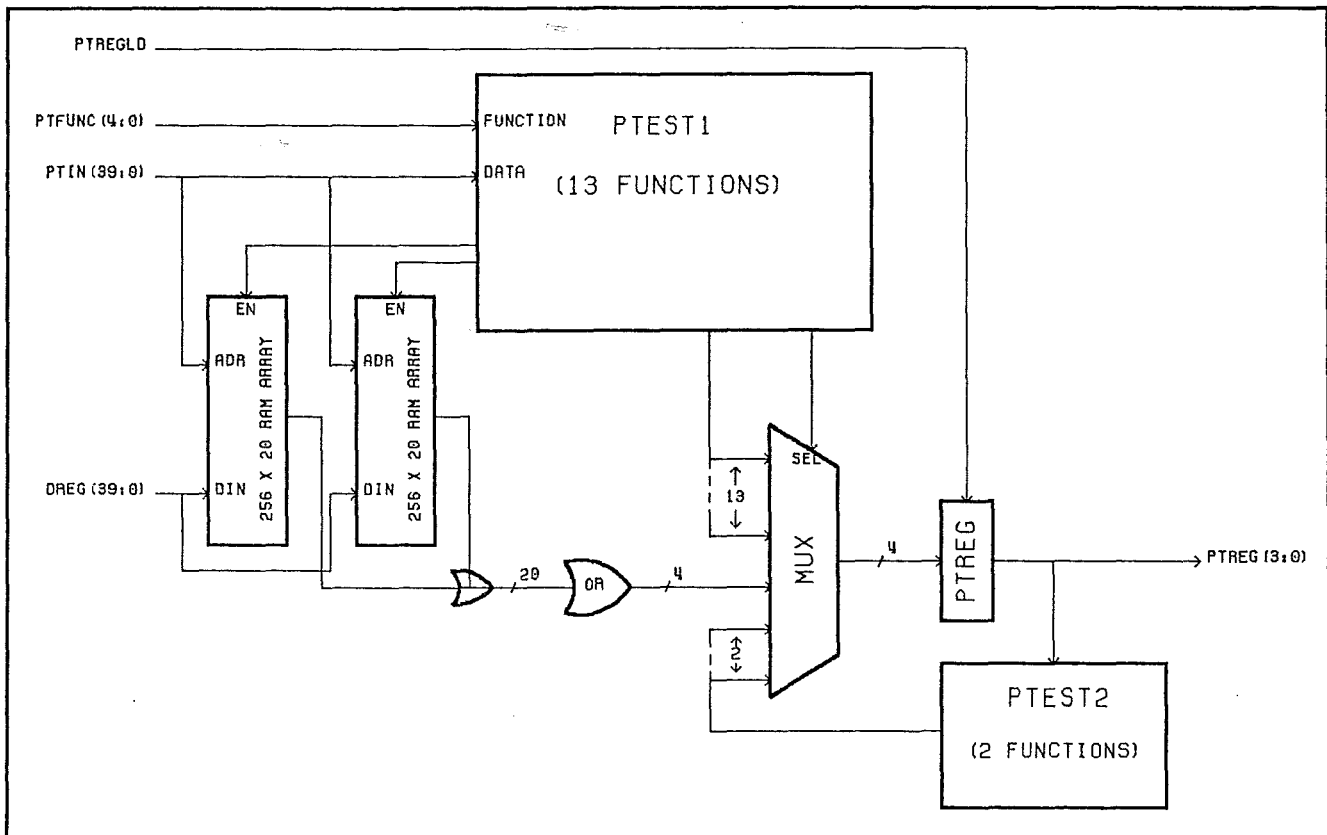 PTREGLD
PTFUNC(4:0)
FUNCTION
PTEST1
PTIN(39:0)
DATA
(13 FUNCTIONS)
EN
EN
ADR
256 X 20 RAM ARRAY
ADR
256 X 20 RAM ARRAY
SEL
DREG(39:0)
DIN
DIN
13
MUX
4
PTREG
PTREG(3:0)
20
OR
4
2
PTEST2
(2 FUNCTIONS)